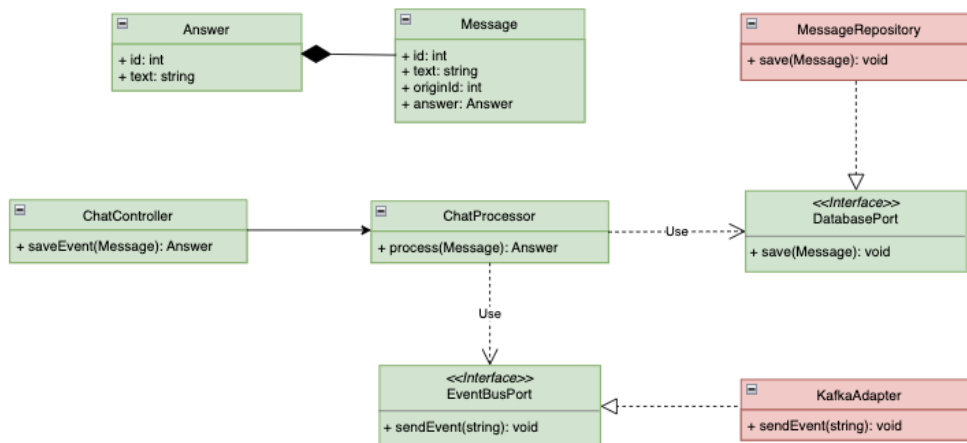 Answer
+ id: int
+ text: string
Message
+ id: int
+ text: string
+ originId: int
+ answer: Answer
MessageRepository
+ save(Message): void
ChatController
+ saveEvent(Message): Answer
ChatProcessor
+ process(Message): Answer
Use
<<Interface>>
DatabasePort
+ save(Message): void
Use
<<Interface>>
EventBusPort
+ sendEvent(string): void
KafkaAdapter
+ sendEvent(string): void